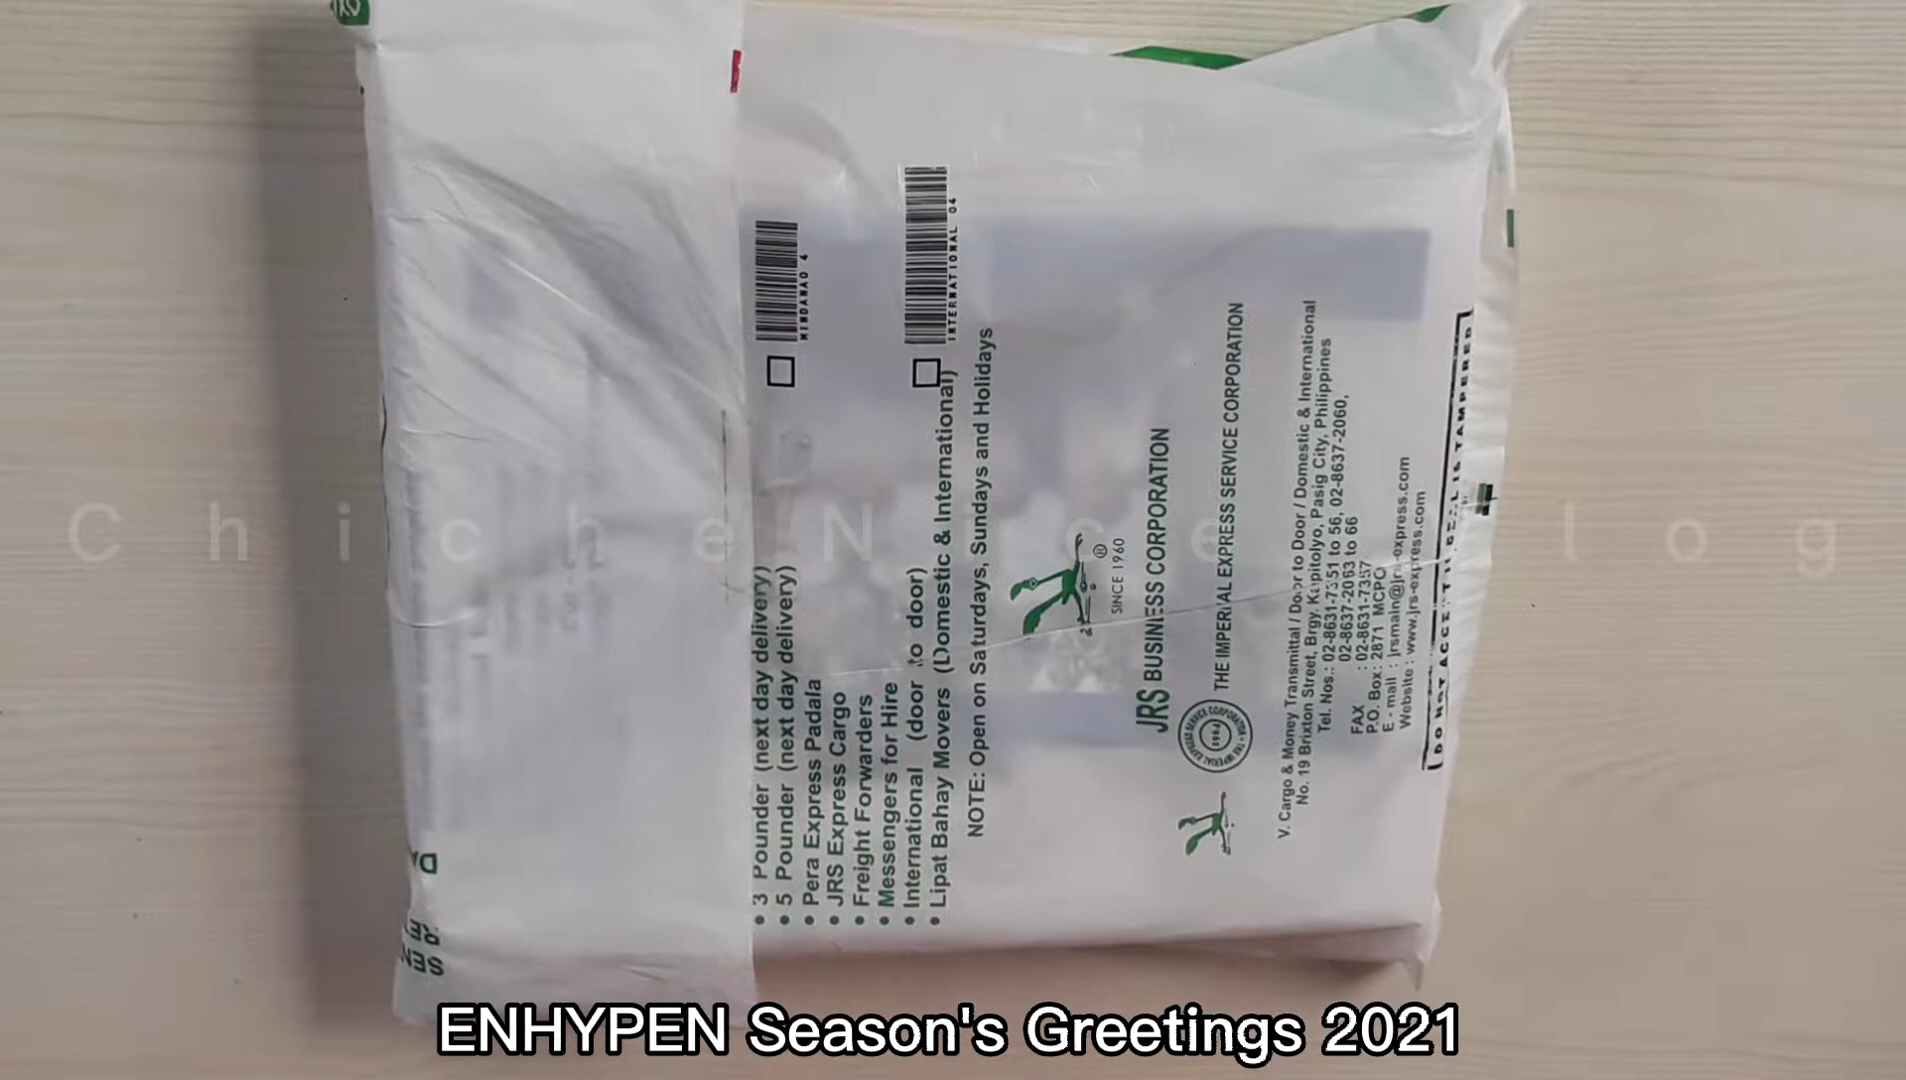 MINDANAO 4
INTERNATIONAL 04
• 3 Pounder (next day delivery)
• 5 Pounder (next day delivery)
• Pera Express Padala
• JRS Express Cargo
• Freight Forwarders
• Messengers for Hire
• International (door to door)
• Lipat Bahay Movers (Domestic & International)
NOTE: Open on Saturdays, Sundays and Holidays
®
SINCE 1960
JRS BUSINESS CORPORATION
THE IMPERIAL EXPRESS SERVICE CORPORATION
V. Cargo & Money Transmittal / Door to Door / Domestic & International
No. 19 Brixton Street, Brgy. Kapitolyo, Pasig City, Philippines
Tel. Nos.: 02-8631-7351 to 56, 02-8637-2060,
02-8637-2063 to 66
FAX : 02-8631-7357
P.O. Box: 2871 MCPO
E - mail : jrsmain@jrs-express.com
Website : www.jrs-express.com
DO NOT ACCEPT IF SEAL IS TAMPERED
ENHYPEN Season's Greetings 2021